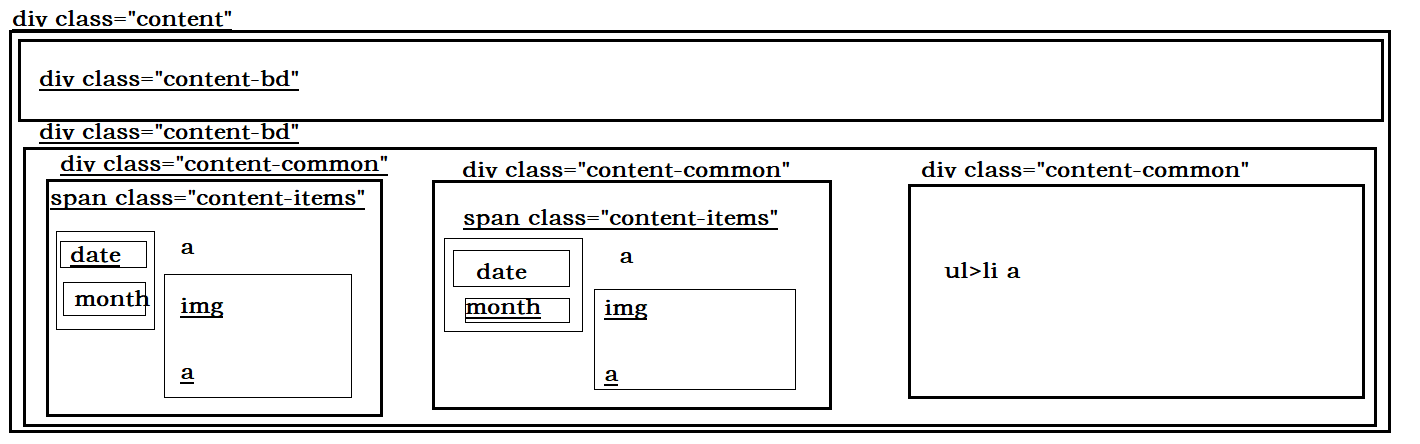 div class="content"
div class="content-bd"
div class="content-bd"
div class="content-common"
span class="content-items"
date
month
a
img
a
div class="content-common"
span class="content-items"
date
month
a
img
a
div class="content-common"
ul>li a